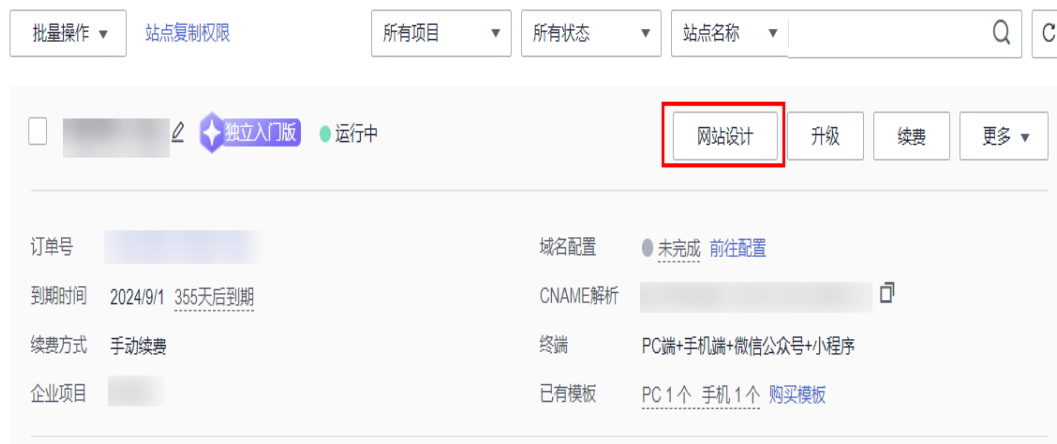 批量操作 站点复制权限 所有项目 所有状态 站点名称
独立入门版 运行中 网站设计 升级 续费 更多
订单号 域名配置 未完成 前往配置
到期时间 2024/9/1 355天后到期 CNAME解析
续费方式 手动续费 终端 PC端+手机端+微信公众号+小程序
企业项目 已有模板 PC 1 个 手机 1 个 购买模板